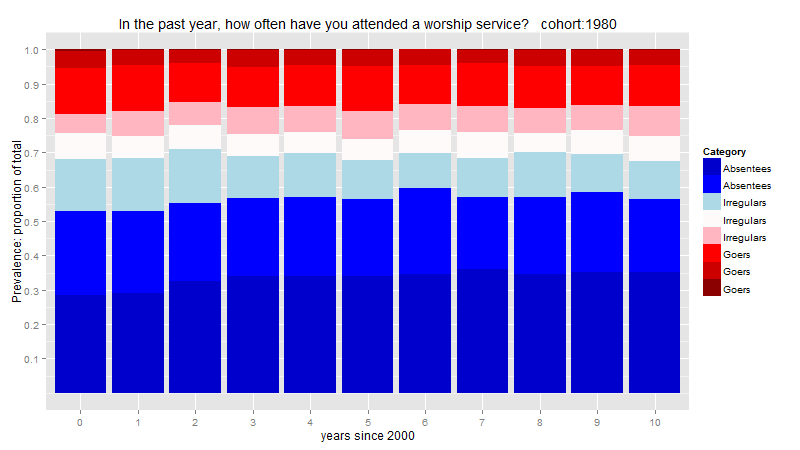 In the past year, how often have you attended a worship service?   cohort:1980
Prevalence: proportion of total
1.0
0.9
0.8
0.7
0.6
0.5
0.4
0.3
0.2
0.1
0 1 2 3 4 5 6 7 8 9 10
years since 2000
Category
Absentees
Absentees
Irregulars
Irregulars
Irregulars
Goers
Goers
Goers